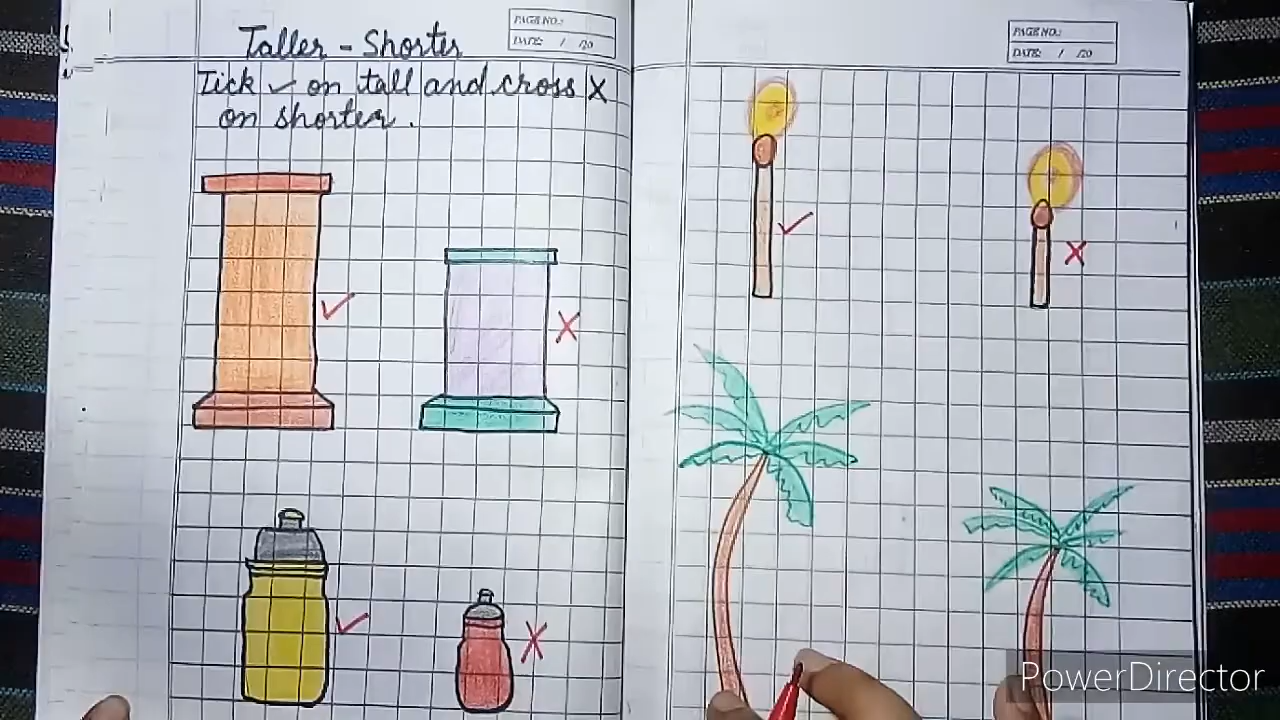 Taller - Shorter
PAGE NO.:
DATE: / /20
Tick ✓ on tall and cross X
on shorter.
PAGE NO.:
DATE: / /20
PowerDirector